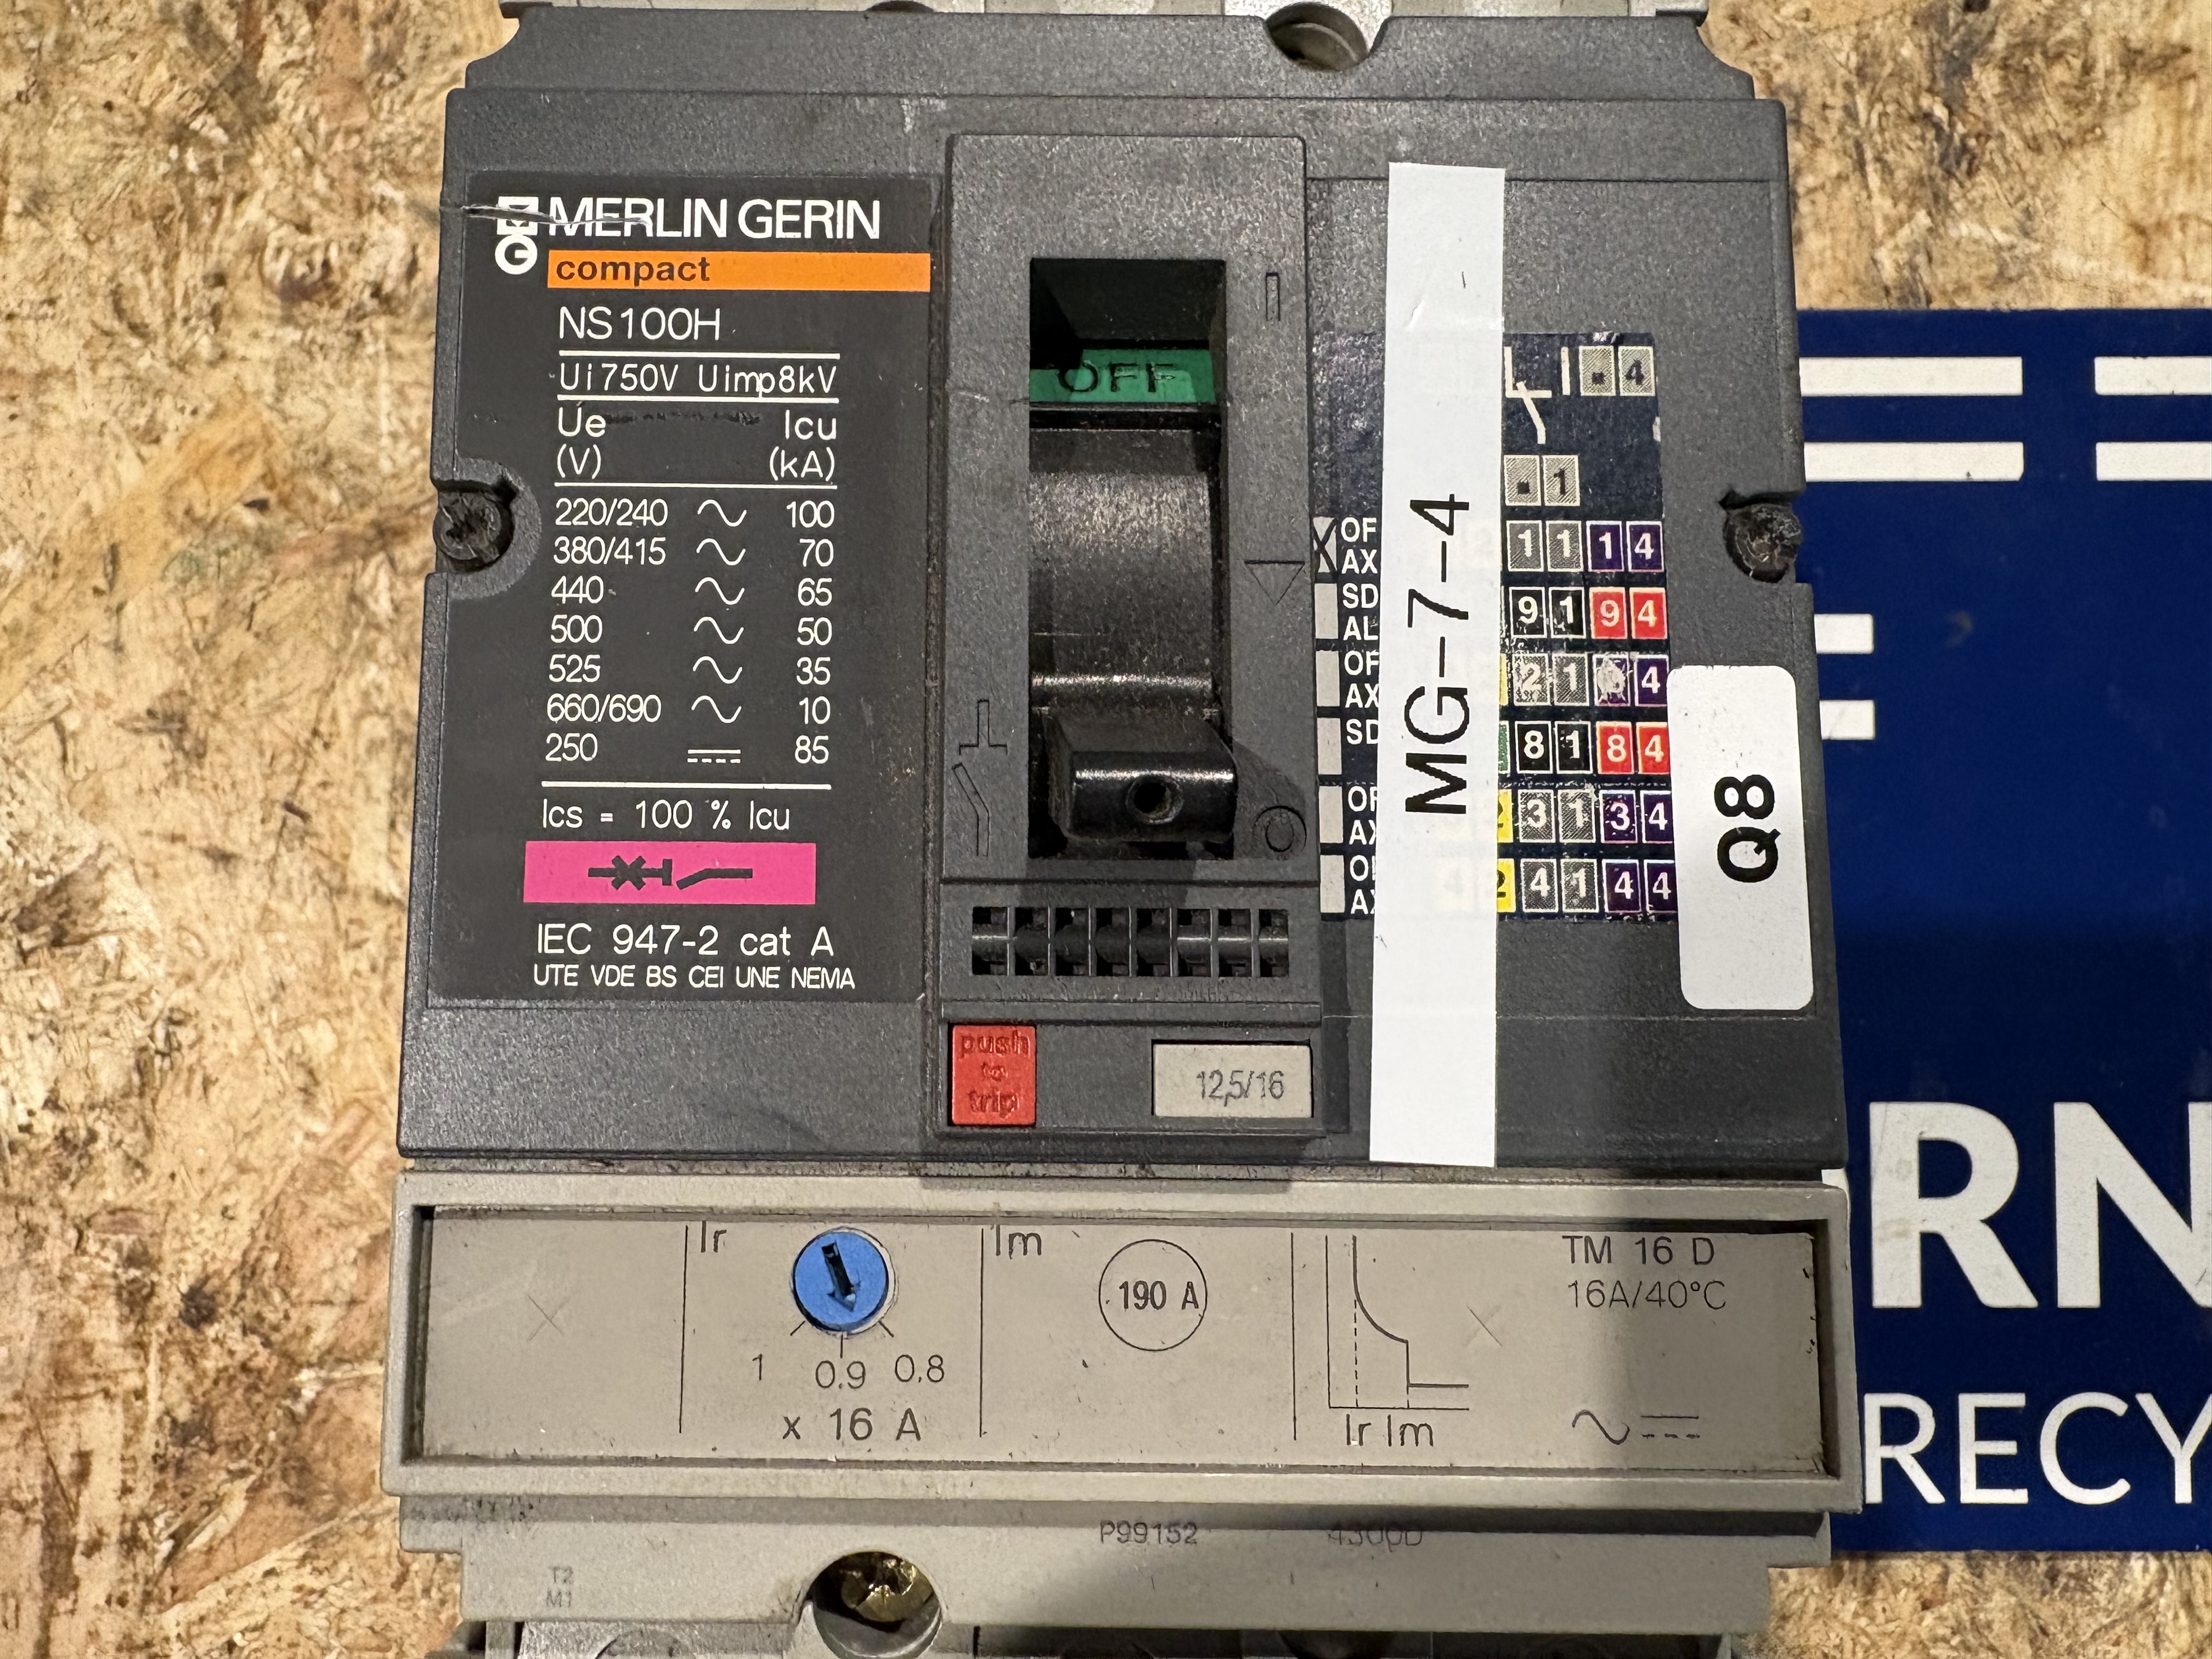 MERLIN GERIN
compact
NS100H
Ui750V Uimp8kV
Ue Icu
(V) (kA)
220/240 100
380/415 70
440 65
500 50
525 35
660/690 10
250 85
Ics = 100 % Icu
IEC 947-2 cat A
UTE VDE BS CEI UNE NEMA
OFF
I
O
push
to
trip
12,5/16
MG-7-4
.4
.1
OF
AX
11 14
SD
AL
91 94
OF
AX
21 4
SD
81 84
31 34
41 44
Q8
Ir
1 0.9 0.8
x 16 A
Im
190 A
Ir Im
TM 16 D
16A/40°C
P99152
T2
M1
RN
RECY